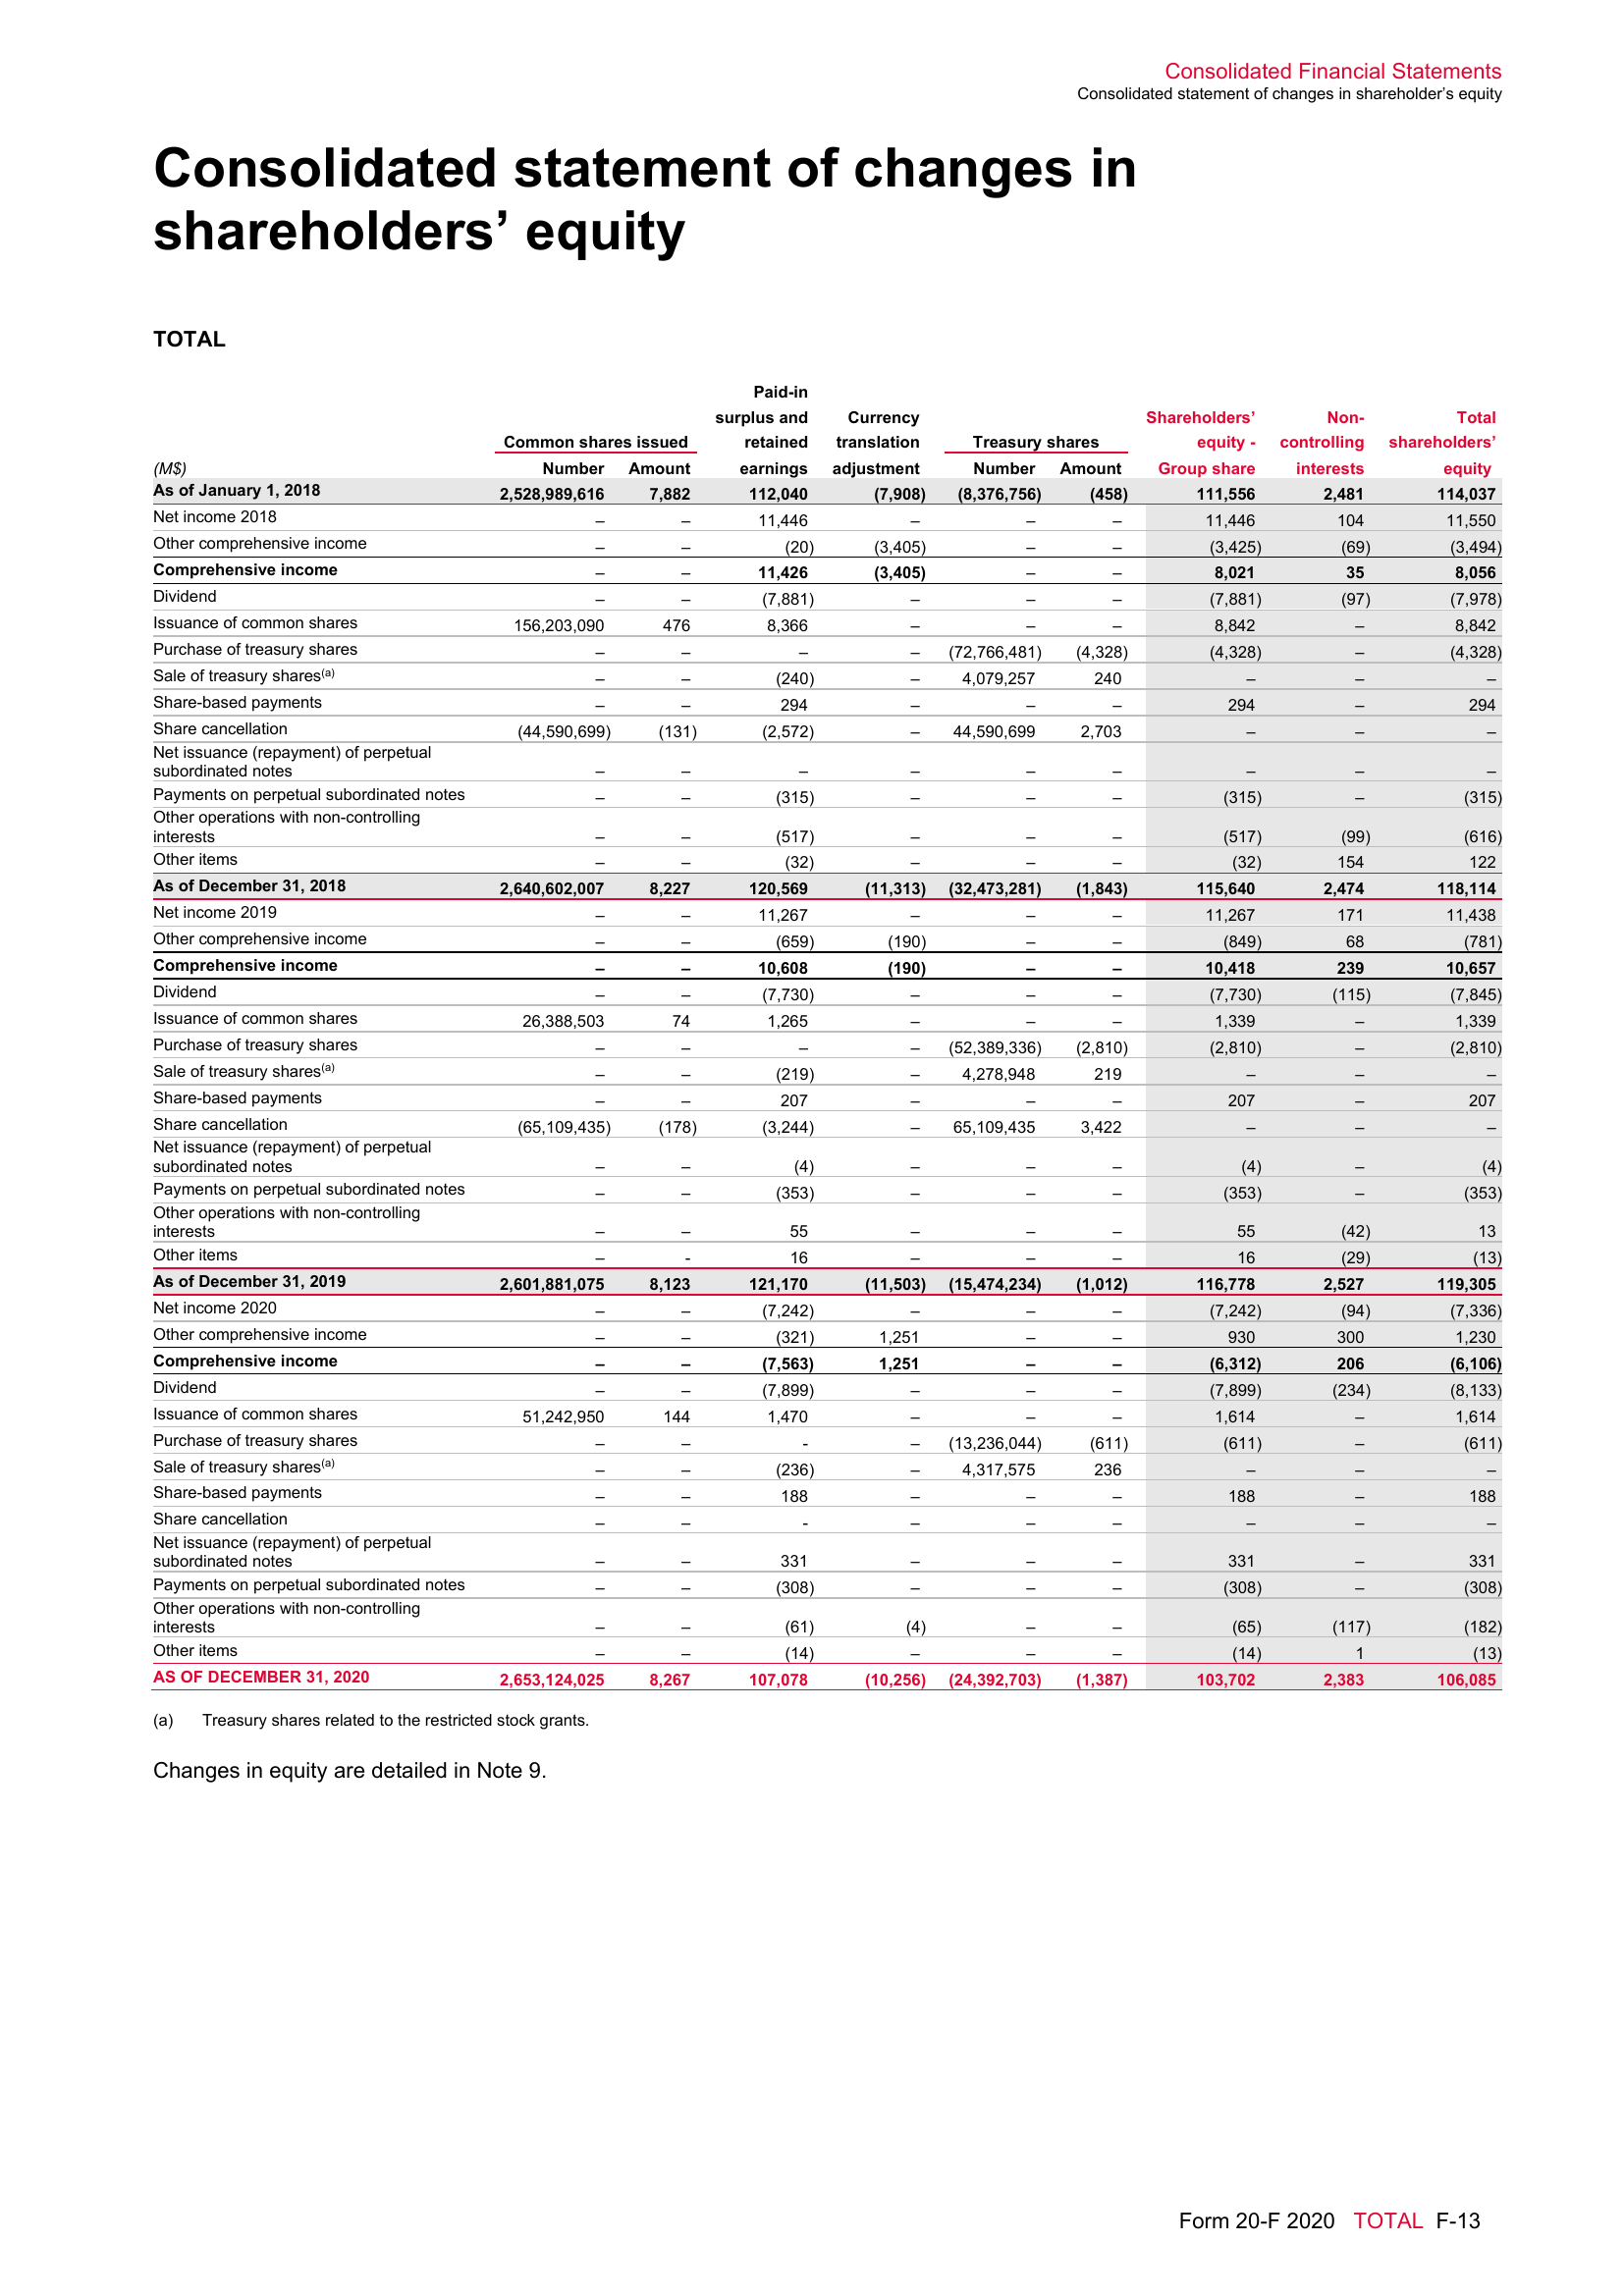 Consolidated Financial Statements
Consolidated statement of changes in shareholder’s equity
Consolidated statement of changes in
shareholders’ equity
TOTAL
Paid-in
surplus and Currency Shareholders’ Non- Total
Common shares issued retained translation Treasury shares equity - controlling shareholders’
(M$) Number Amount earnings adjustment Number Amount Group share interests equity
As of January 1, 2018 2,528,989,616 7,882 112,040 (7,908) (8,376,756) (458) 111,556 2,481 114,037
Net income 2018 – – 11,446 – – – 11,446 104 11,550
Other comprehensive income – – (20) (3,405) – – (3,425) (69) (3,494)
Comprehensive income – – 11,426 (3,405) – – 8,021 35 8,056
Dividend – – (7,881) – – – (7,881) (97) (7,978)
Issuance of common shares 156,203,090 476 8,366 – – – 8,842 – 8,842
Purchase of treasury shares – – – – (72,766,481) (4,328) (4,328) – (4,328)
Sale of treasury shares(a) – – (240) – 4,079,257 240 – – –
Share-based payments – – 294 – – – 294 – 294
Share cancellation (44,590,699) (131) (2,572) – 44,590,699 2,703 – – –
Net issuance (repayment) of perpetual
subordinated notes – – – – – – – – –
Payments on perpetual subordinated notes – – (315) – – – (315) – (315)
Other operations with non-controlling
interests – – (517) – – – (517) (99) (616)
Other items – – (32) – – – (32) 154 122
As of December 31, 2018 2,640,602,007 8,227 120,569 (11,313) (32,473,281) (1,843) 115,640 2,474 118,114
Net income 2019 – – 11,267 – – – 11,267 171 11,438
Other comprehensive income – – (659) (190) – – (849) 68 (781)
Comprehensive income – – 10,608 (190) – – 10,418 239 10,657
Dividend – – (7,730) – – – (7,730) (115) (7,845)
Issuance of common shares 26,388,503 74 1,265 – – – 1,339 – 1,339
Purchase of treasury shares – – – – (52,389,336) (2,810) (2,810) – (2,810)
Sale of treasury shares(a) – – (219) – 4,278,948 219 – – –
Share-based payments – – 207 – – – 207 – 207
Share cancellation (65,109,435) (178) (3,244) – 65,109,435 3,422 – – –
Net issuance (repayment) of perpetual
subordinated notes – – (4) – – – (4) – (4)
Payments on perpetual subordinated notes – – (353) – – – (353) – (353)
Other operations with non-controlling
interests – – 55 – – – 55 (42) 13
Other items – - 16 – – – 16 (29) (13)
As of December 31, 2019 2,601,881,075 8,123 121,170 (11,503) (15,474,234) (1,012) 116,778 2,527 119,305
Net income 2020 – – (7,242) – – – (7,242) (94) (7,336)
Other comprehensive income – – (321) 1,251 – – 930 300 1,230
Comprehensive income – – (7,563) 1,251 – – (6,312) 206 (6,106)
Dividend – – (7,899) – – – (7,899) (234) (8,133)
Issuance of common shares 51,242,950 144 1,470 – – – 1,614 – 1,614
Purchase of treasury shares – – - – (13,236,044) (611) (611) – (611)
Sale of treasury shares(a) – – (236) – 4,317,575 236 – – –
Share-based payments – – 188 – – – 188 – 188
Share cancellation – – - – – – – – –
Net issuance (repayment) of perpetual
subordinated notes – – 331 – – – 331 – 331
Payments on perpetual subordinated notes – – (308) – – – (308) – (308)
Other operations with non-controlling
interests – – (61) (4) – – (65) (117) (182)
Other items – – (14) – – – (14) 1 (13)
AS OF DECEMBER 31, 2020 2,653,124,025 8,267 107,078 (10,256) (24,392,703) (1,387) 103,702 2,383 106,085
(a) Treasury shares related to the restricted stock grants.
Changes in equity are detailed in Note 9.
Form 20-F 2020 TOTAL F-13